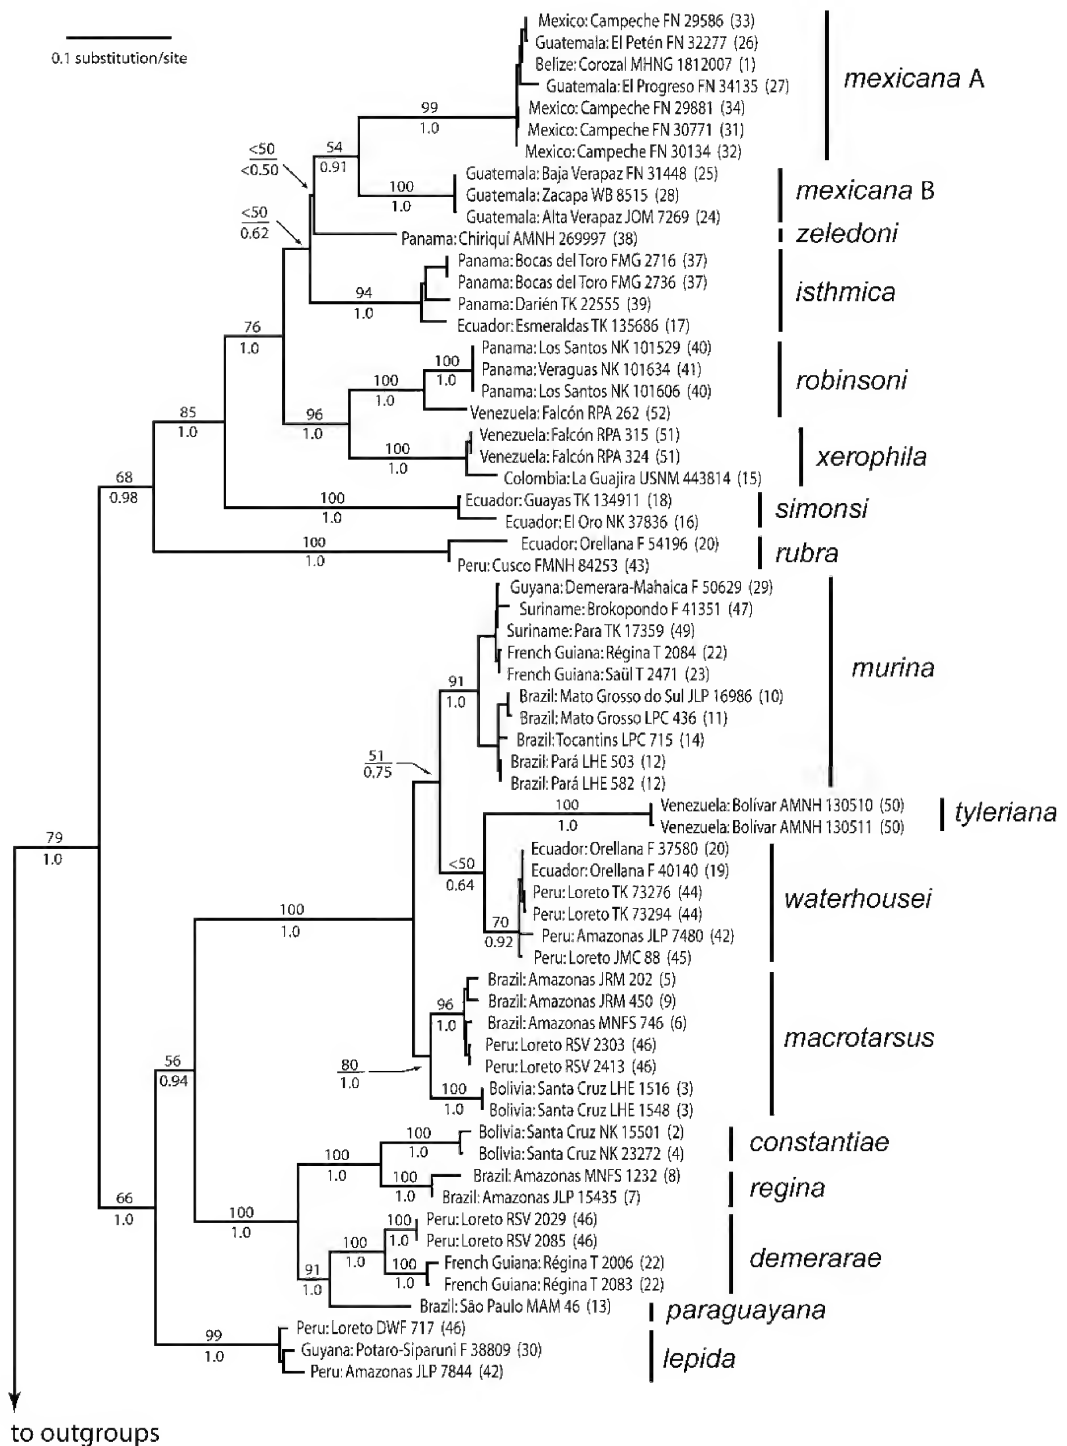 0.1 substitution/site
Mexico: Campeche FN 29586 (33)
Guatemala: El Petén FN 32277 (26)
Belize: Corozal MHNG 1812007 (1)
Guatemala: El Progreso FN 34135 (27)
mexicana A
99
1.0
Mexico: Campeche FN 29881 (34)
Mexico: Campeche FN 30771 (31)
Mexico: Campeche FN 30134 (32)
<50
<0.50
54
0.91
Guatemala: Baja Verapaz FN 31448 (25)
100
1.0
Guatemala: Zacapa WB 8515 (28)
mexicana B
Guatemala: Alta Verapaz JOM 7269 (24)
<50
0.62
Panama: Chiriquí AMNH 269997 (38)
zeledoni
Panama: Bocas del Toro FMG 2716 (37)
Panama: Bocas del Toro FMG 2736 (37)
isthmica
94
1.0
Panama: Darién TK 22555 (39)
Ecuador: Esmeraldas TK 135686 (17)
76
1.0
Panama: Los Santos NK 101529 (40)
100
1.0
Panama: Veraguas NK 101634 (41)
robinsoni
100
1.0
Panama: Los Santos NK 101606 (40)
Venezuela: Falcón RPA 262 (52)
85
1.0
96
1.0
Venezuela: Falcón RPA 315 (51)
100
1.0
Venezuela: Falcón RPA 324 (51)
xerophila
Colombia: La Guajira USNM 443814 (15)
68
0.98
100
1.0
Ecuador: Guayas TK 134911 (18)
simonsi
Ecuador: El Oro NK 37836 (16)
100
1.0
Ecuador: Orellana F 54196 (20)
rubra
Peru: Cusco FMNH 84253 (43)
Guyana: Demerara-Mahaica F 50629 (29)
Suriname: Brokopondo F 41351 (47)
Suriname: Para TK 17359 (49)
French Guiana: Régina T 2084 (22)
murina
French Guiana: Saül T 2471 (23)
91
1.0
Brazil: Mato Grosso do Sul JLP 16986 (10)
Brazil: Mato Grosso LPC 436 (11)
Brazil: Tocantins LPC 715 (14)
51
0.75
Brazil: Pará LHE 503 (12)
Brazil: Pará LHE 582 (12)
100
1.0
Venezuela: Bolívar AMNH 130510 (50)
tyleriana
Venezuela: Bolívar AMNH 130511 (50)
79
1.0
Ecuador: Orellana F 37580 (20)
<50
0.64
Ecuador: Orellana F 40140 (19)
Peru: Loreto TK 73276 (44)
waterhousei
Peru: Loreto TK 73294 (44)
100
1.0
70
0.92
Peru: Amazonas JLP 7480 (42)
Peru: Loreto JMC 88 (45)
Brazil: Amazonas JRM 202 (5)
96
1.0
Brazil: Amazonas JRM 450 (9)
Brazil: Amazonas MNFS 746 (6)
macrotarsus
Peru: Loreto RSV 2303 (46)
56
0.94
80
1.0
Peru: Loreto RSV 2413 (46)
100
1.0
Bolivia: Santa Cruz LHE 1516 (3)
Bolivia: Santa Cruz LHE 1548 (3)
100
1.0
Bolivia: Santa Cruz NK 15501 (2)
constantiae
Bolivia: Santa Cruz NK 23272 (4)
100
1.0
100
1.0
Brazil: Amazonas MNFS 1232 (8)
regina
Brazil: Amazonas JLP 15435 (7)
66
1.0
100
1.0
100
1.0
Peru: Loreto RSV 2029 (46)
Peru: Loreto RSV 2085 (46)
100
1.0
demerarae
100
1.0
French Guiana: Régina T 2006 (22)
91
1.0
French Guiana: Régina T 2083 (22)
Brazil: São Paulo MAM 46 (13)
paraguayana
99
1.0
Peru: Loreto DWF 717 (46)
Guyana: Potaro-Siparuni F 38809 (30)
lepida
Peru: Amazonas JLP 7844 (42)
to outgroups